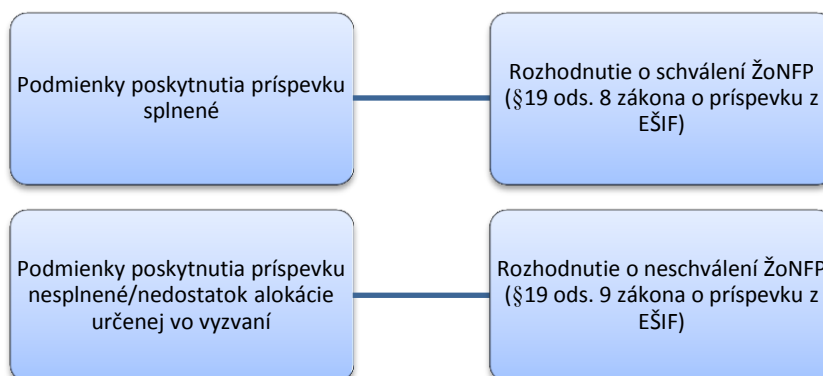 Podmienky poskytnutia príspevku
splnené
Rozhodnutie o schválení ŽoNFP
(§19 ods. 8 zákona o príspevku z
EŠIF)
Podmienky poskytnutia príspevku
nesplnené/nedostatok alokácie
určenej vo vyzvaní
Rozhodnutie o neschválení ŽoNFP
(§19 ods. 9 zákona o príspevku z
EŠIF)